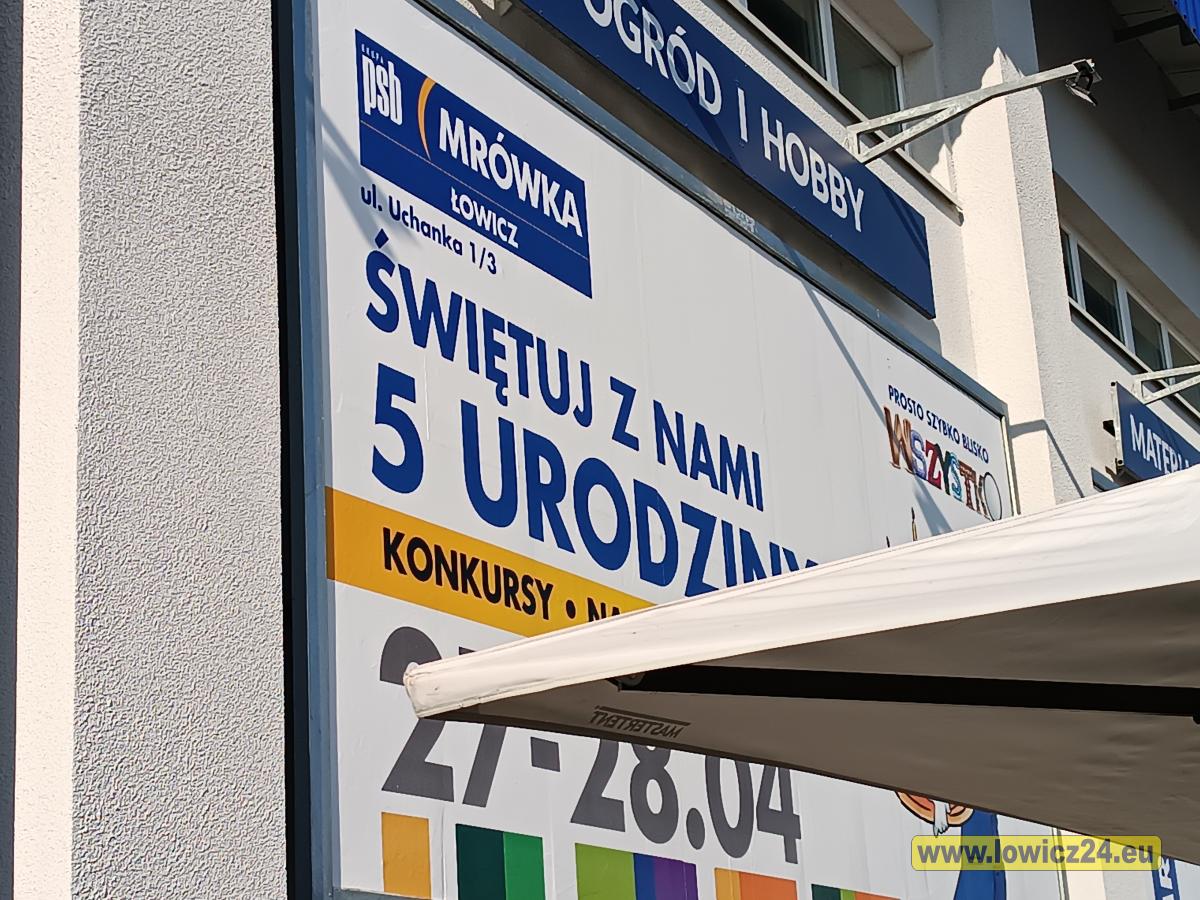 OGRÓD I HOBBY
GRUPA
psb
MRÓWKA
ŁOWICZ
ul. Uchanka 1/3
ŚWIĘTUJ Z NAMI
5 URODZINY
PROSTO SZYBKO BLISKO
WSZYSTKO
KONKURSY •
27-28.04
MASTERTENT
www.lowicz24.eu